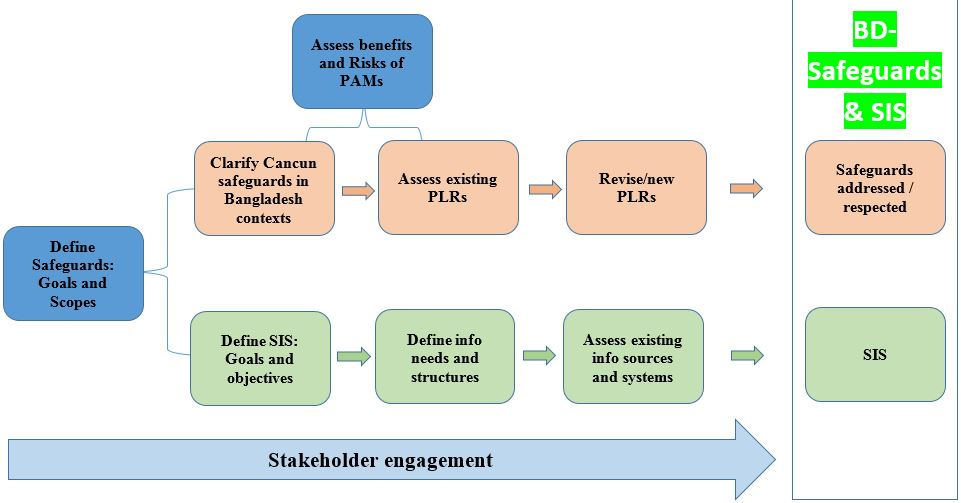 Assess benefits
and Risks of
PAMs
BD-
Safeguards
& SIS
Clarify Cancun
safeguards in
Bangladesh
contexts
Assess existing
PLRs
Revise/new
PLRs
Safeguards
addressed /
respected
Define
Safeguards:
Goals and
Scopes
Define SIS:
Goals and
objectives
Define info
needs and
structures
Assess existing
info sources
and systems
SIS
Stakeholder engagement